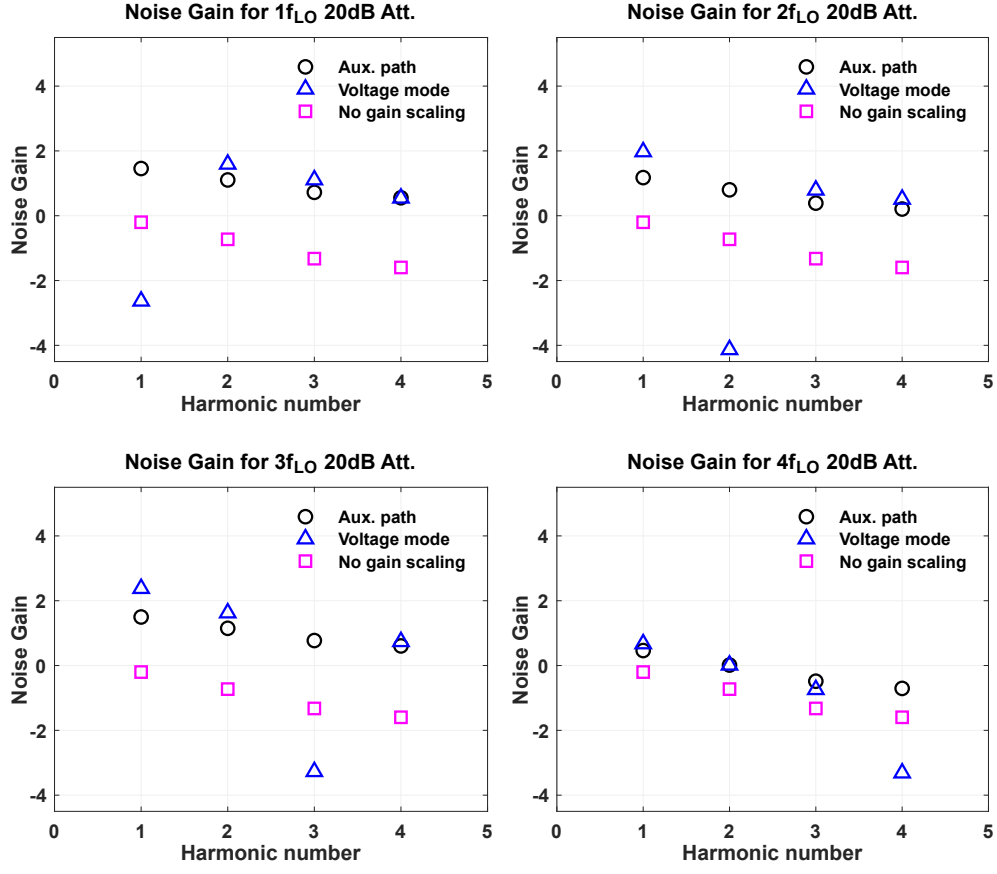 Noise Gain for 1fLO 20dB Att.
Noise Gain
4
2
0
-2
-4
Aux. path
Voltage mode
No gain scaling
0 1 2 3 4 5
Harmonic number
Noise Gain for 2fLO 20dB Att.
Noise Gain
4
2
0
-2
-4
Aux. path
Voltage mode
No gain scaling
0 1 2 3 4 5
Harmonic number
Noise Gain for 3fLO 20dB Att.
Noise Gain
4
2
0
-2
-4
Aux. path
Voltage mode
No gain scaling
0 1 2 3 4 5
Harmonic number
Noise Gain for 4fLO 20dB Att.
Noise Gain
4
2
0
-2
-4
Aux. path
Voltage mode
No gain scaling
0 1 2 3 4 5
Harmonic number